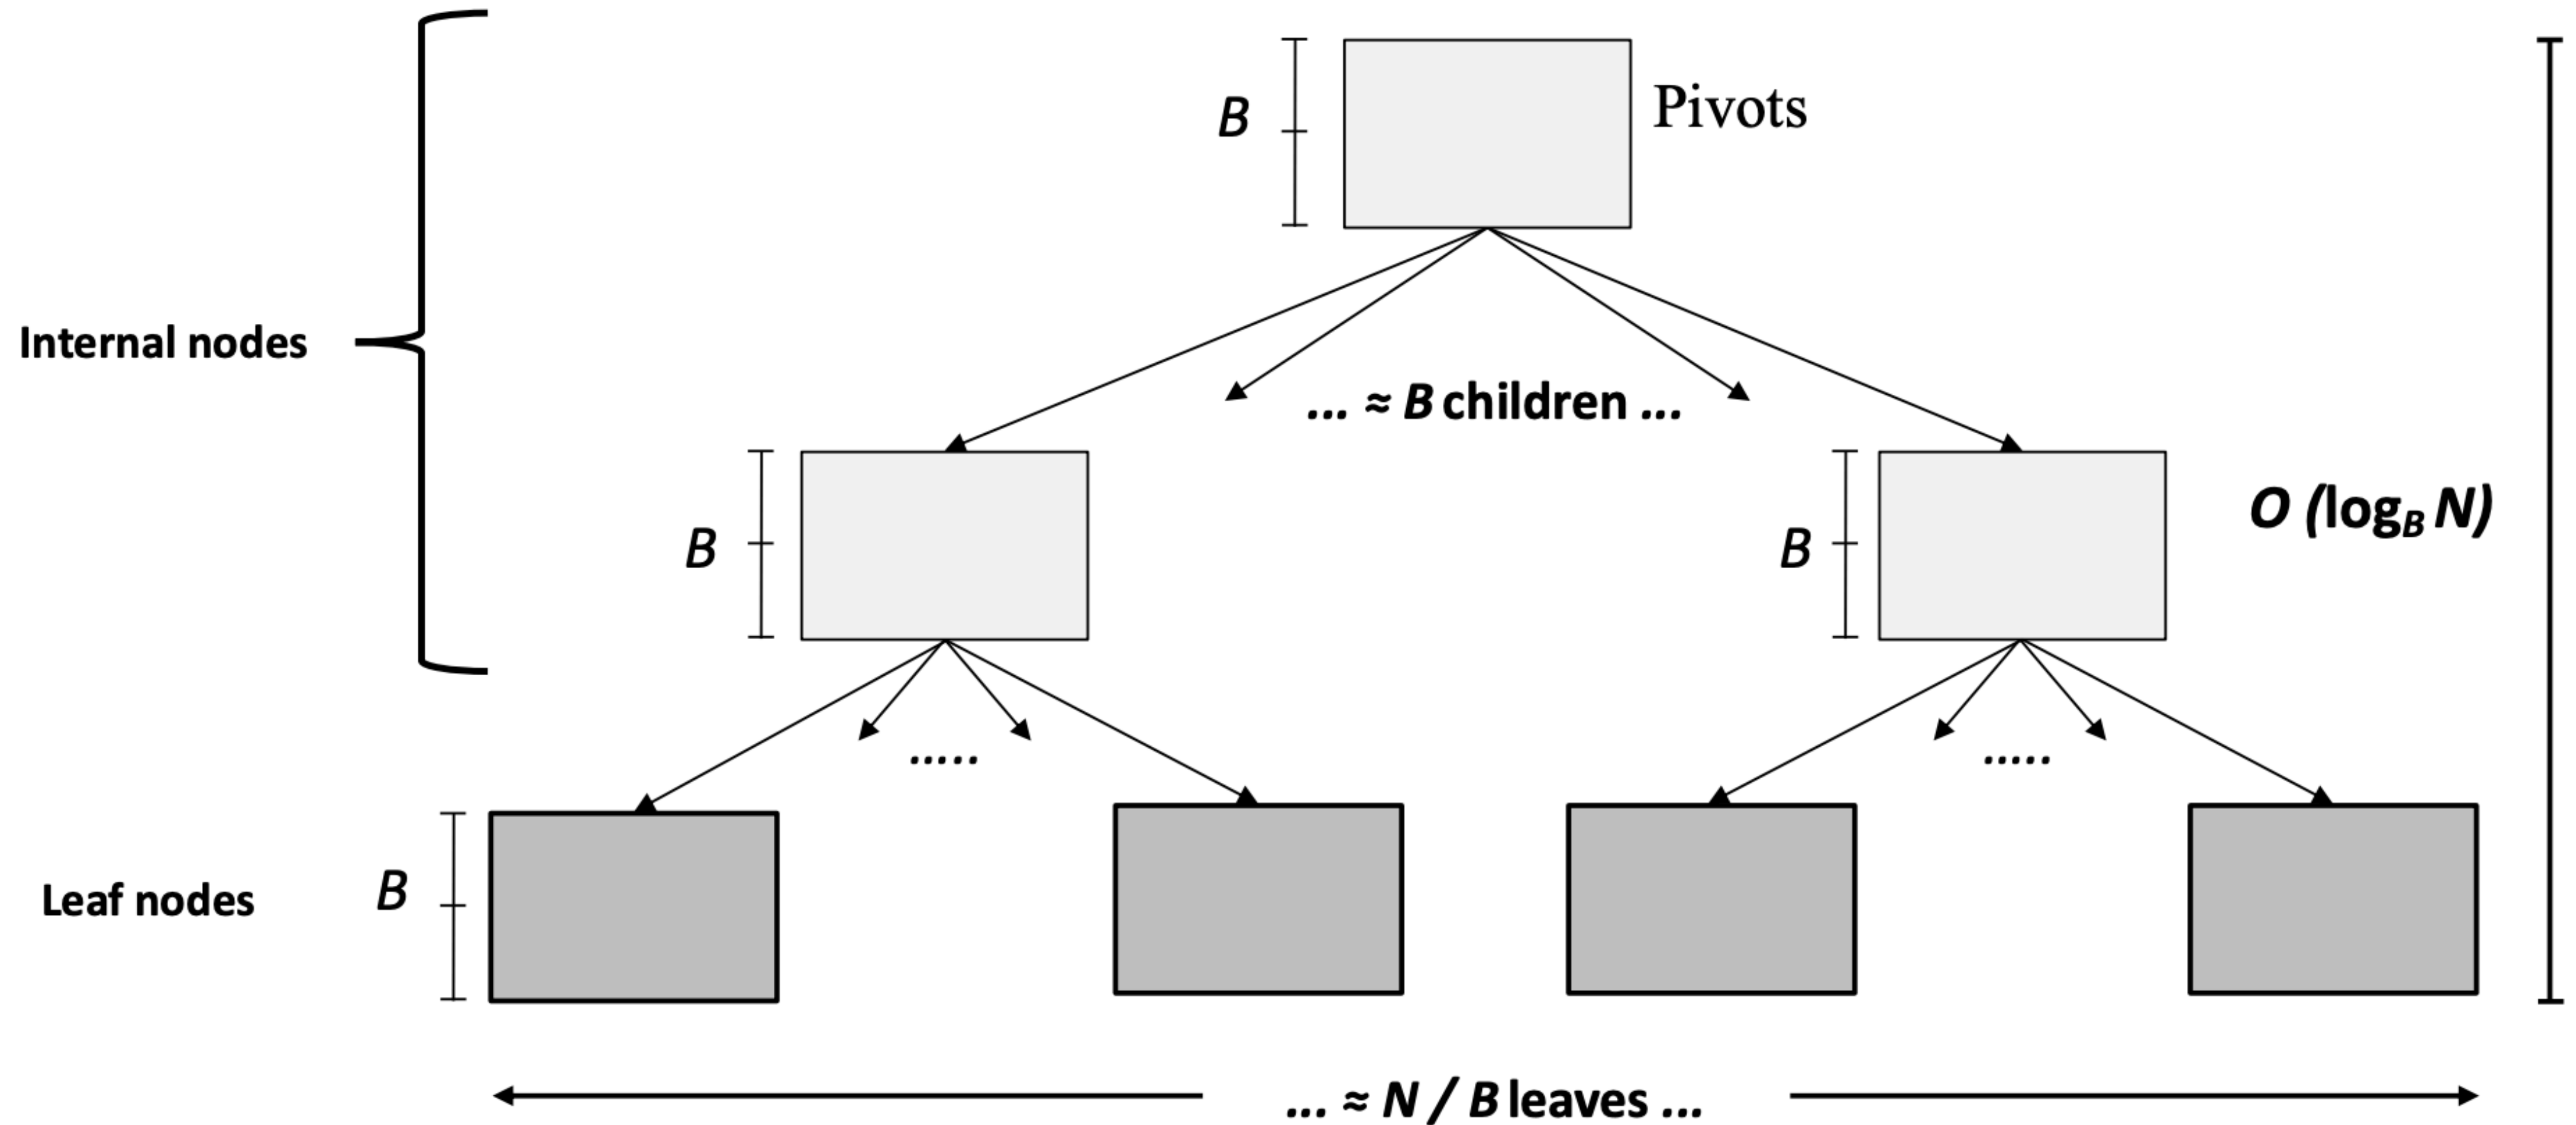 B
Pivots
Internal nodes
... ≈ B children ...
B
B
O (log_B N)
.....
.....
Leaf nodes
B
... ≈ N / B leaves ...